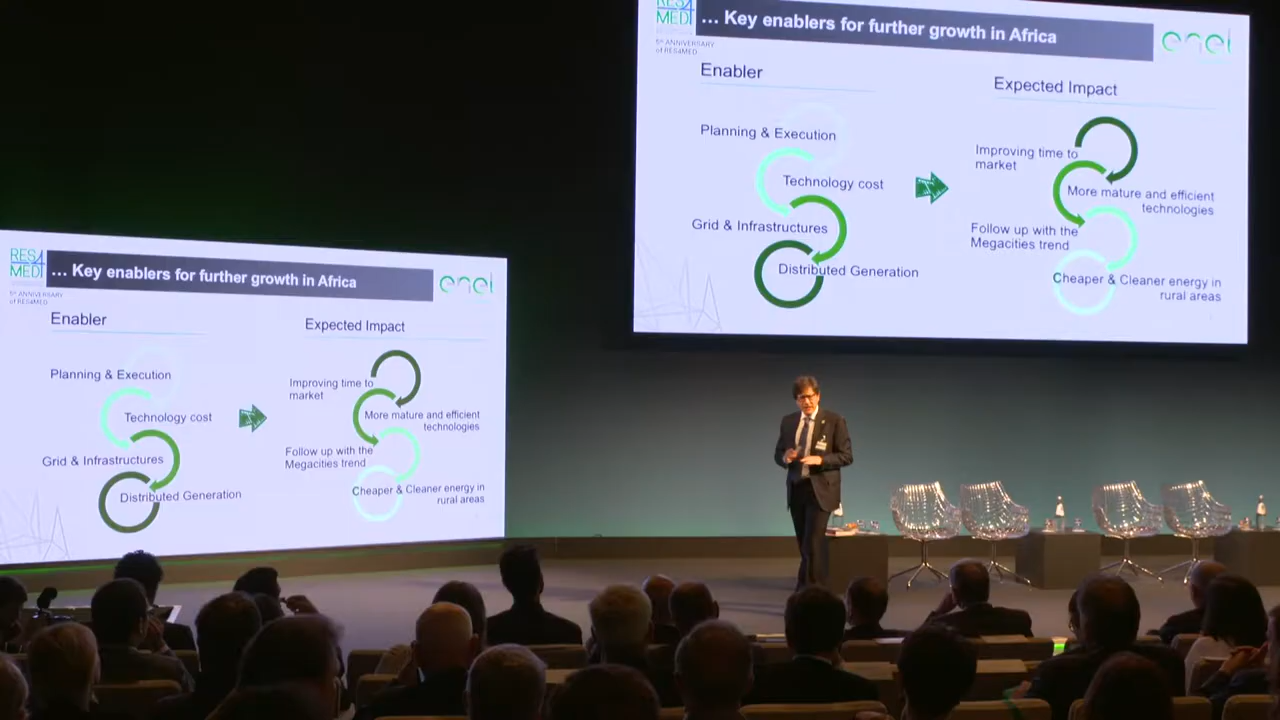 RES4
MED
5th ANNIVERSARY
of RES4MED
... Key enablers for further growth in Africa
enel
Enabler
Expected Impact
Planning & Execution
Technology cost
Grid & Infrastructures
Distributed Generation
Improving time to
market
More mature and efficient
technologies
Follow up with the
Megacities trend
Cheaper & Cleaner energy in
rural areas
RES4
MED
5th ANNIVERSARY
of RES4MED
... Key enablers for further growth in Africa
enel
Enabler
Expected Impact
Planning & Execution
Technology cost
Grid & Infrastructures
Distributed Generation
Improving time to
market
More mature and efficient
technologies
Follow up with the
Megacities trend
Cheaper & Cleaner energy in
rural areas